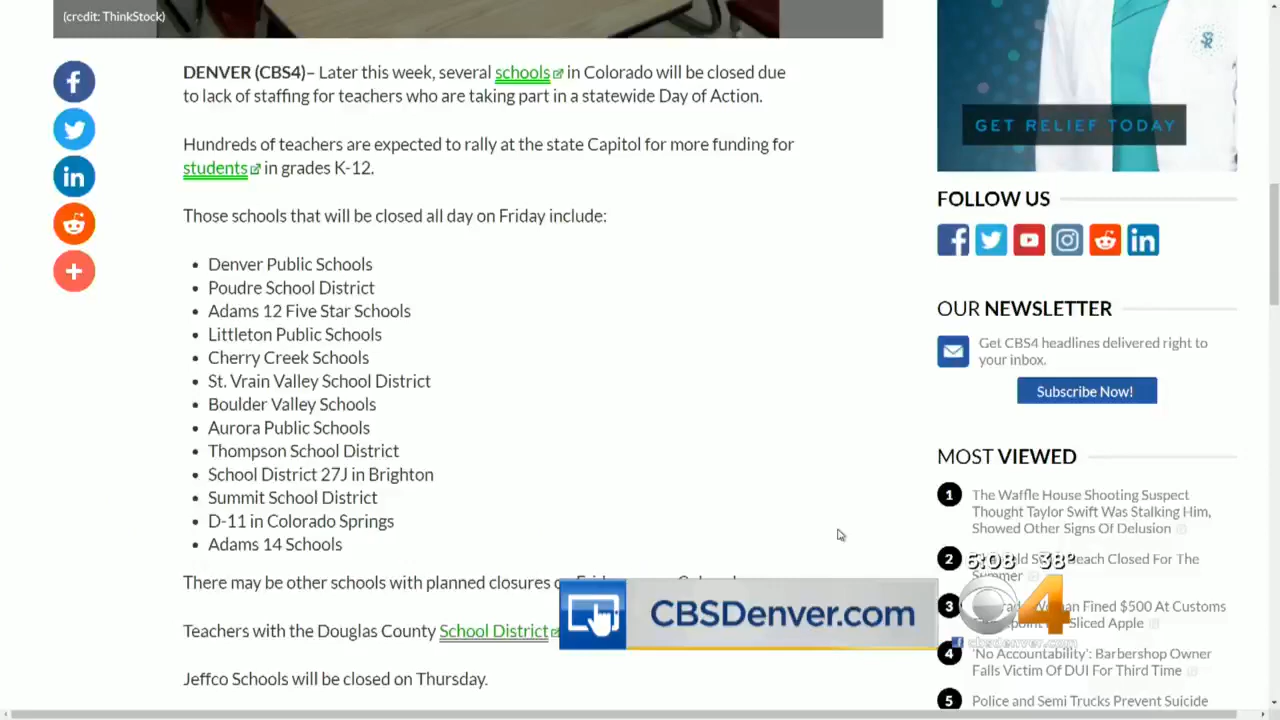 (credit: ThinkStock)
DENVER (CBS4)– Later this week, several schools in Colorado will be closed due
to lack of staffing for teachers who are taking part in a statewide Day of Action.
Hundreds of teachers are expected to rally at the state Capitol for more funding for
students in grades K-12.
Those schools that will be closed all day on Friday include:
Denver Public Schools
Poudre School District
Adams 12 Five Star Schools
Littleton Public Schools
Cherry Creek Schools
St. Vrain Valley School District
Boulder Valley Schools
Aurora Public Schools
Thompson School District
School District 27J in Brighton
Summit School District
D-11 in Colorado Springs
Adams 14 Schools
There may be other schools with planned closures
Teachers with the Douglas County School District
Jeffco Schools will be closed on Thursday.
GET RELIEF TODAY
FOLLOW US
OUR NEWSLETTER
Get CBS4 headlines delivered right to
your inbox.
Subscribe Now!
MOST VIEWED
1 The Waffle House Shooting Suspect
Thought Taylor Swift Was Stalking Him,
Showed Other Signs Of Delusion
2 Beach Closed For The
Summer
3 Fined $500 At Customs
Sliced Apple
4 'No Accountability': Barbershop Owner
Falls Victim Of DUI For Third Time
5 Police and Semi Trucks Prevent Suicide
CBSDenver.com
5:08 38°
4
cbsdenver.com